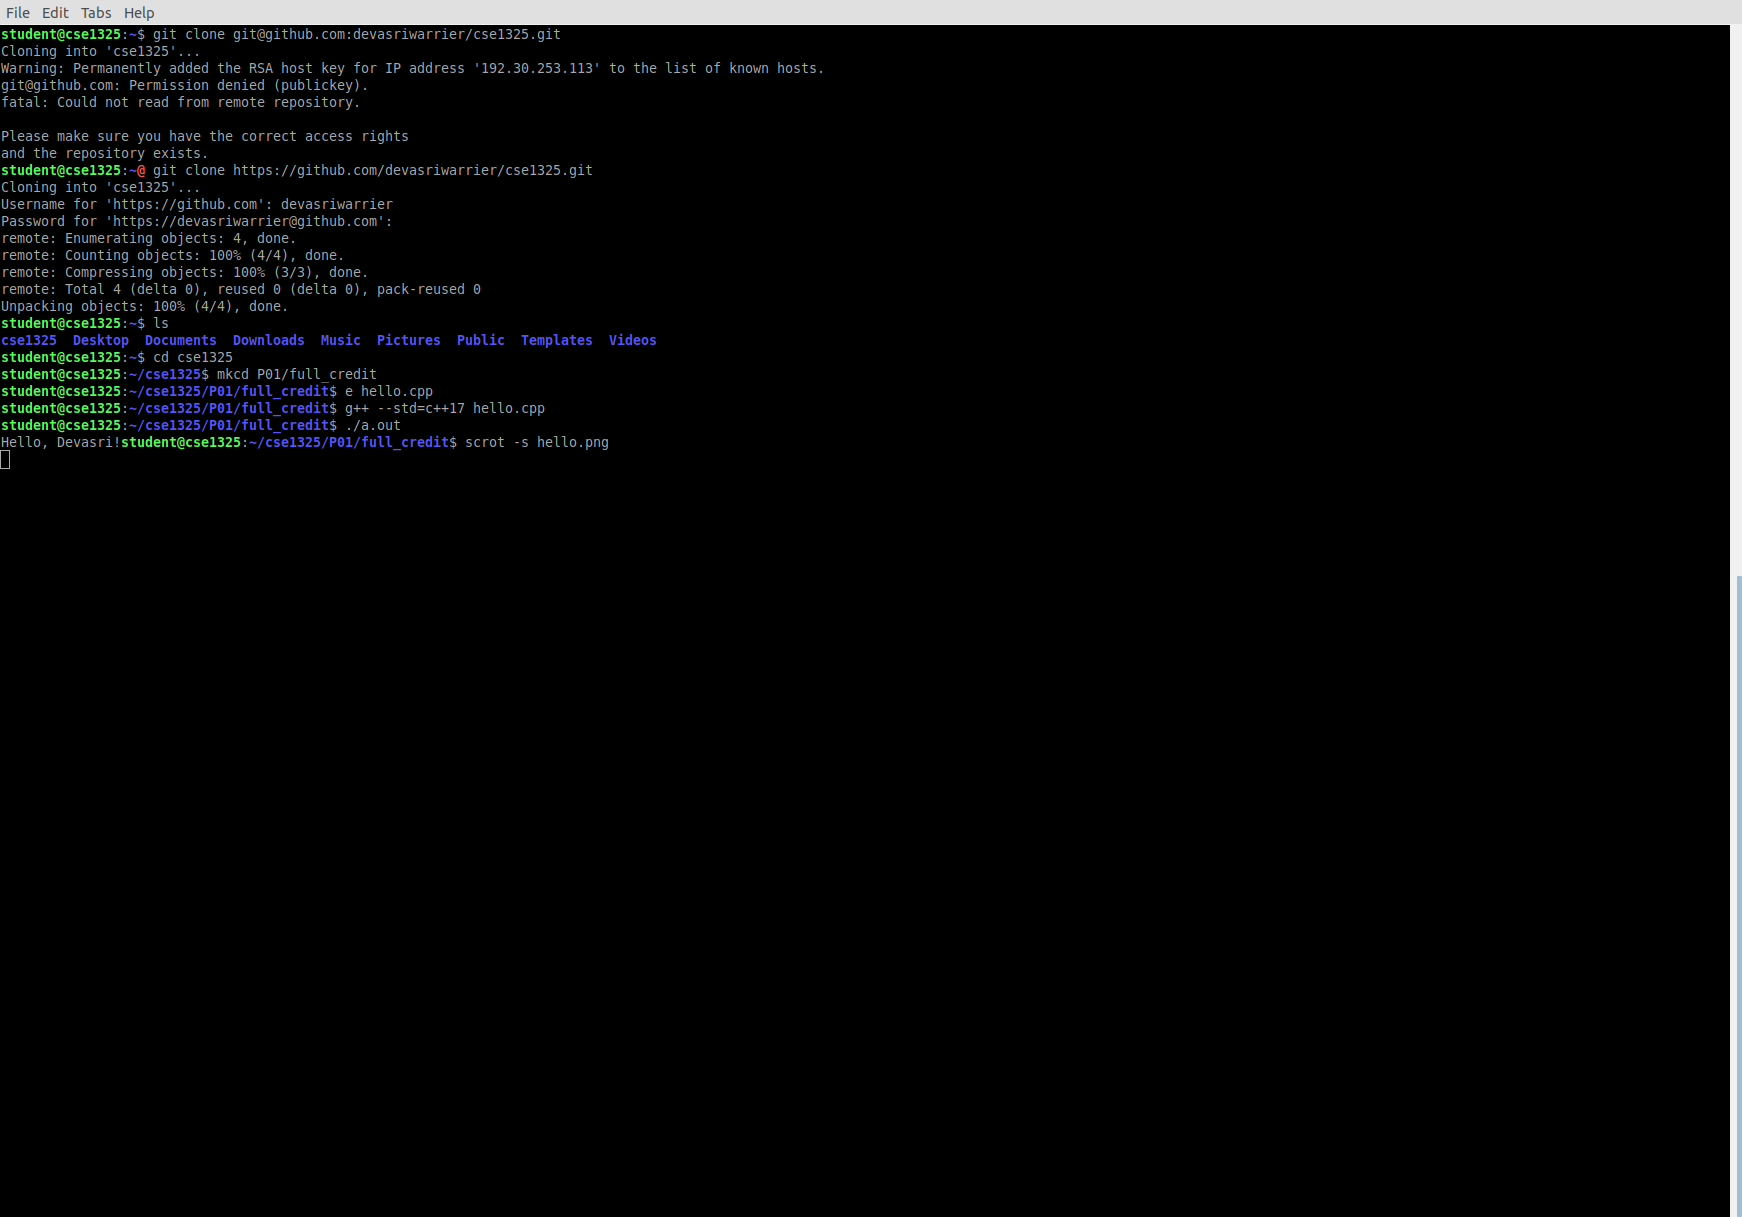 File Edit Tabs Help
student@cse1325:~$ git clone git@github.com:devasriwarrier/cse1325.git
Cloning into 'cse1325'...
Warning: Permanently added the RSA host key for IP address '192.30.253.113' to the list of known hosts.
git@github.com: Permission denied (publickey).
fatal: Could not read from remote repository.

Please make sure you have the correct access rights
and the repository exists.
student@cse1325:~@ git clone https://github.com/devasriwarrier/cse1325.git
Cloning into 'cse1325'...
Username for 'https://github.com': devasriwarrier
Password for 'https://devasriwarrier@github.com':
remote: Enumerating objects: 4, done.
remote: Counting objects: 100% (4/4), done.
remote: Compressing objects: 100% (3/3), done.
remote: Total 4 (delta 0), reused 0 (delta 0), pack-reused 0
Unpacking objects: 100% (4/4), done.
student@cse1325:~$ ls
cse1325  Desktop  Documents  Downloads  Music  Pictures  Public  Templates  Videos
student@cse1325:~$ cd cse1325
student@cse1325:~/cse1325$ mkcd P01/full_credit
student@cse1325:~/cse1325/P01/full_credit$ e hello.cpp
student@cse1325:~/cse1325/P01/full_credit$ g++ --std=c++17 hello.cpp
student@cse1325:~/cse1325/P01/full_credit$ ./a.out
Hello, Devasri!student@cse1325:~/cse1325/P01/full_credit$ scrot -s hello.png